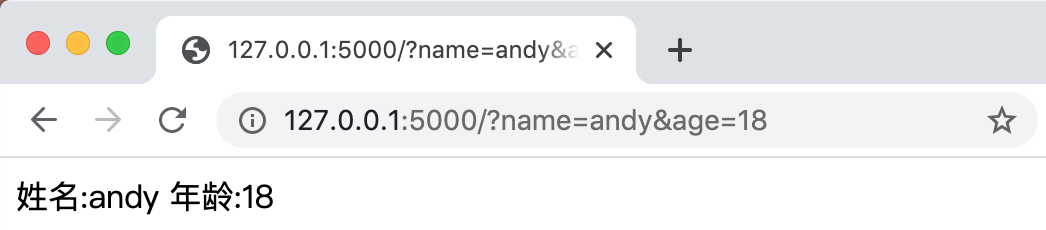 127.0.0.1:5000/?name=andy&a
127.0.0.1:5000/?name=andy&age=18
姓名:andy 年龄:18